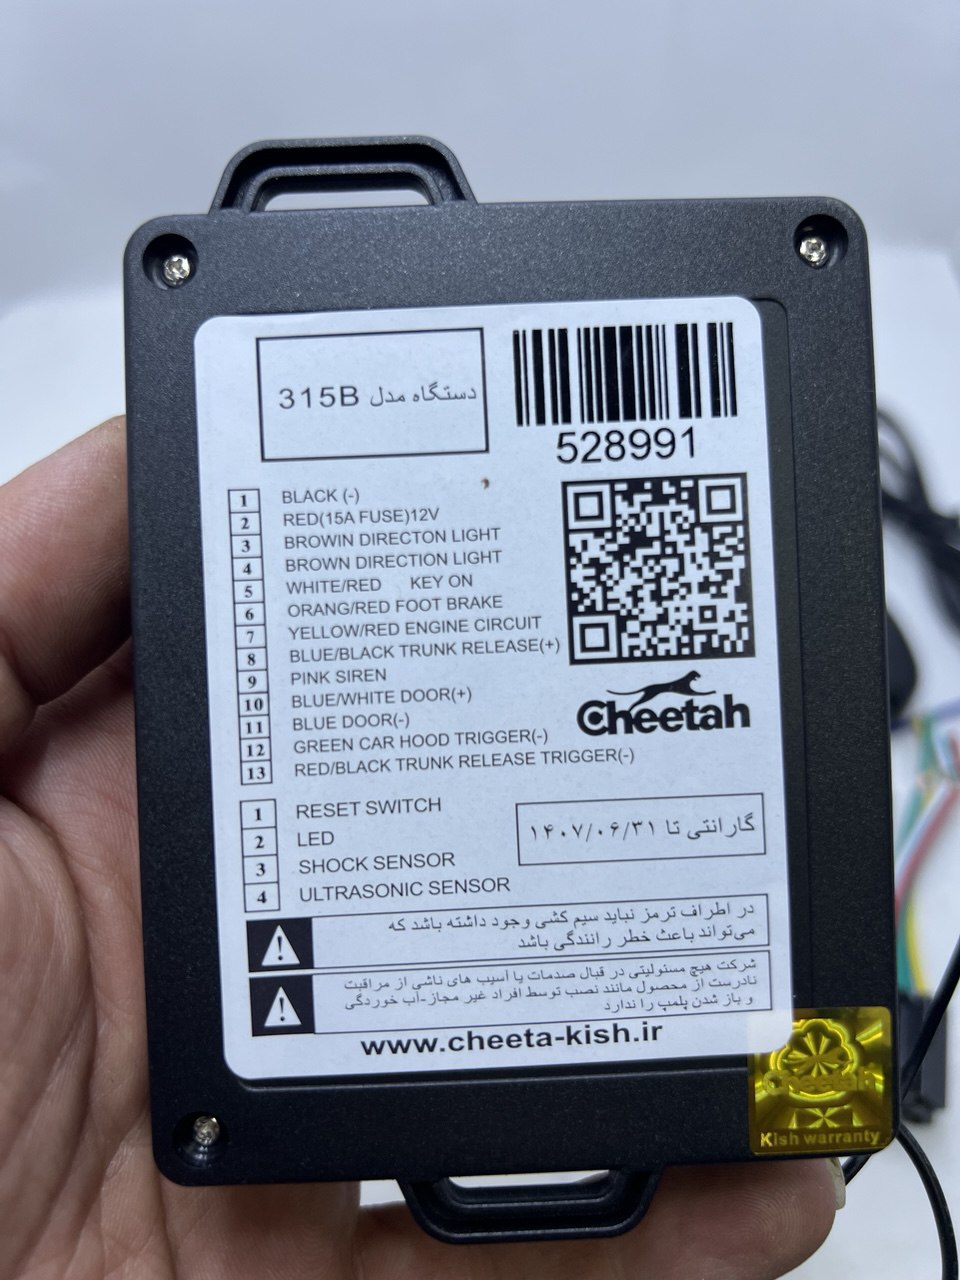 دستگاه مدل 315B
528991
1 BLACK (-)
2 RED(15A FUSE)12V
3 BROWIN DIRECTON LIGHT
4 BROWN DIRECTION LIGHT
5 WHITE/RED KEY ON
6 ORANG/RED FOOT BRAKE
7 YELLOW/RED ENGINE CIRCUIT
8 BLUE/BLACK TRUNK RELEASE(+)
9 PINK SIREN
10 BLUE/WHITE DOOR(+)
11 BLUE DOOR(-)
12 GREEN CAR HOOD TRIGGER(-)
13 RED/BLACK TRUNK RELEASE TRIGGER(-)
Cheetah
1 RESET SWITCH
2 LED
3 SHOCK SENSOR
4 ULTRASONIC SENSOR
گارانتی تا ۱۴۰۷/۰۶/۳۱
در اطراف ترمز نباید سیم کشی وجود داشته باشد که
می‌تواند باعث خطر رانندگی باشد
شرکت هیچ مسئولیتی در قبال صدمات یا آسیب های ناشی از مراقبت
نادرست از محصول مانند نصب توسط افراد غیر مجاز-آب خوردگی
و باز شدن پلمپ را ندارد
www.cheeta-kish.ir
Cheetah
Kish warranty